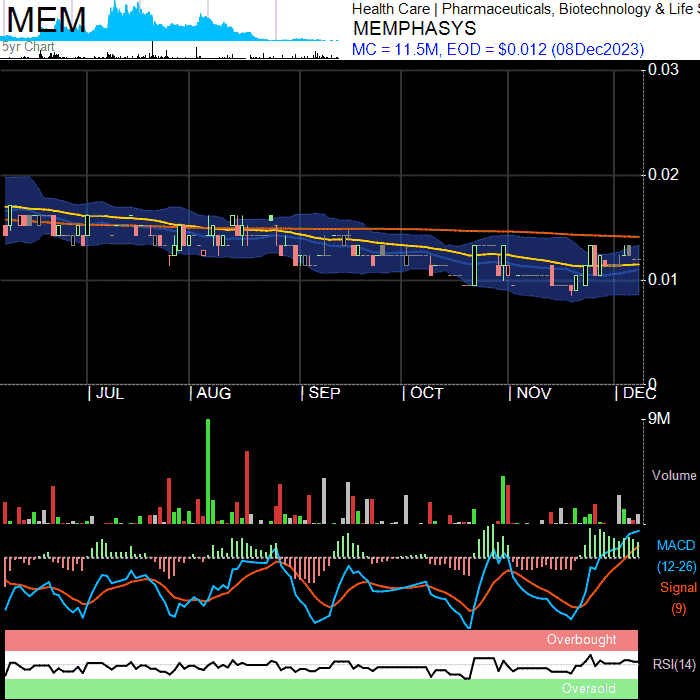 MEM
5yr Chart
Health Care | Pharmaceuticals, Biotechnology & Life S
MEMPHASYS
MC = 11.5M, EOD = $0.012 (08Dec2023)
0.03
0.02
0.01
0
| JUL | AUG | SEP | OCT | NOV | DEC
9M
Volume
MACD
(12-26)
Signal
(9)
Overbought
RSI(14)
Oversold